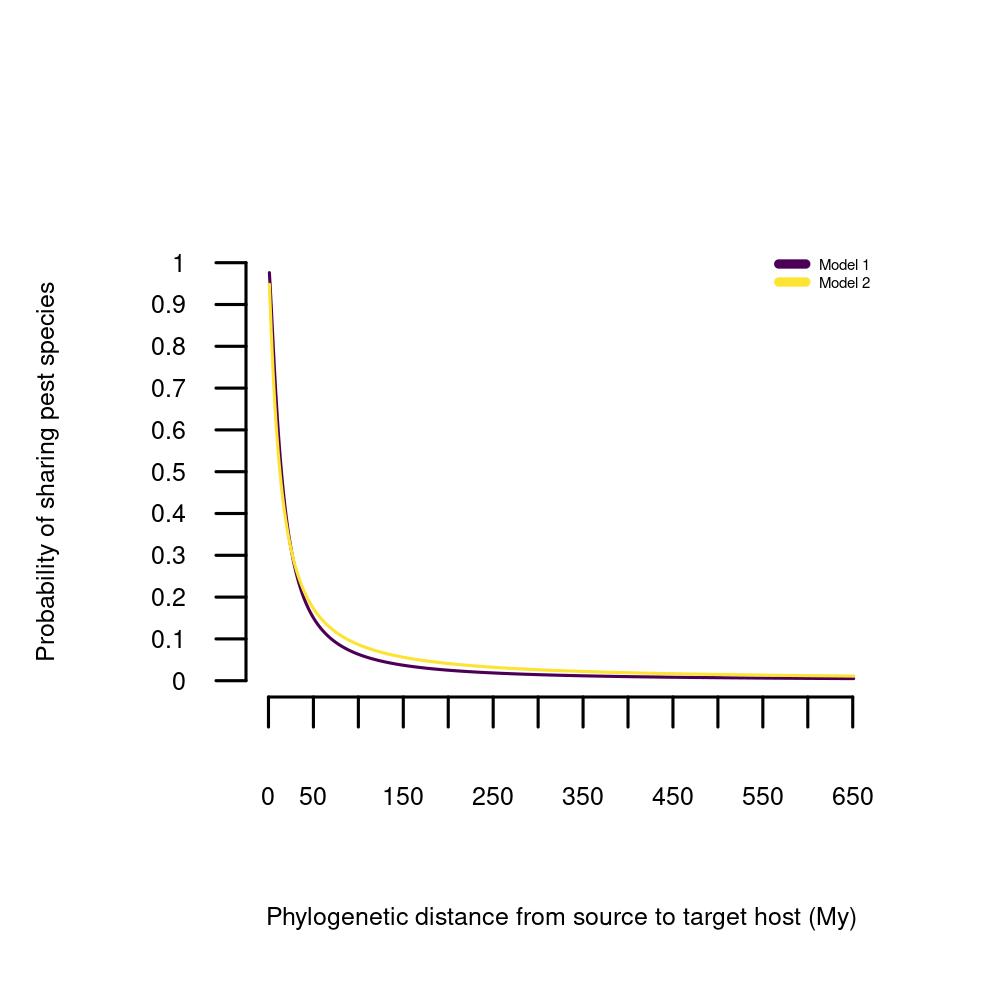 Model 1
Model 2
Probability of sharing pest species
1
0.9
0.8
0.7
0.6
0.5
0.4
0.3
0.2
0.1
0
0 50 150 250 350 450 550 650
Phylogenetic distance from source to target host (My)